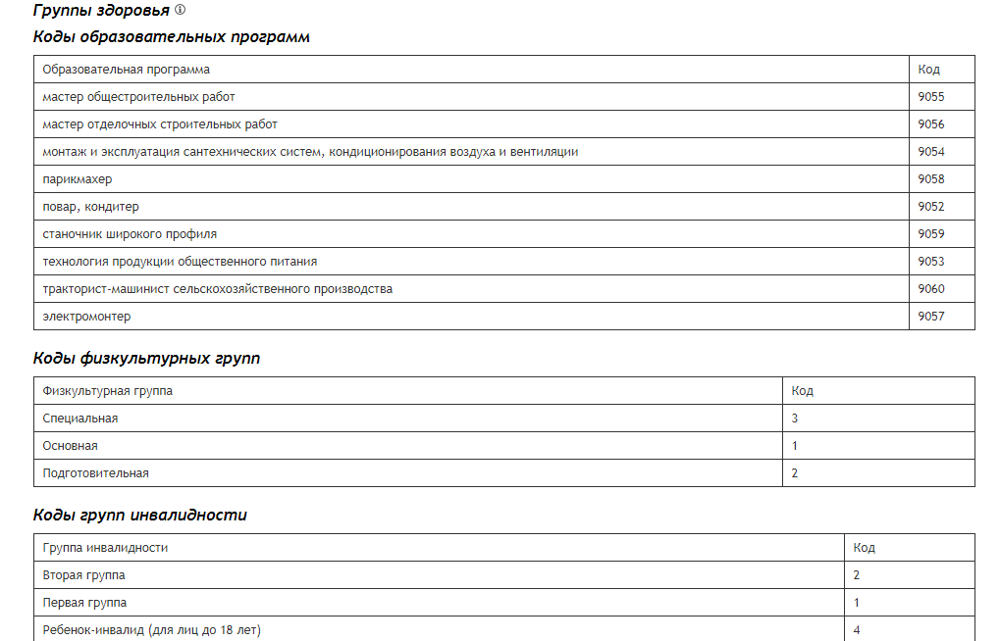 Группы здоровья
Коды образовательных программ
Образовательная программа Код
мастер общестроительных работ 9055
мастер отделочных строительных работ 9056
монтаж и эксплуатация сантехнических систем, кондиционирования воздуха и вентиляции 9054
парикмахер 9058
повар, кондитер 9052
станочник широкого профиля 9059
технология продукции общественного питания 9053
тракторист-машинист сельскохозяйственного производства 9060
электромонтер 9057
Коды физкультурных групп
Физкультурная группа Код
Специальная 3
Основная 1
Подготовительная 2
Коды групп инвалидности
Группа инвалидности Код
Вторая группа 2
Первая группа 1
Ребенок-инвалид (для лиц до 18 лет) 4